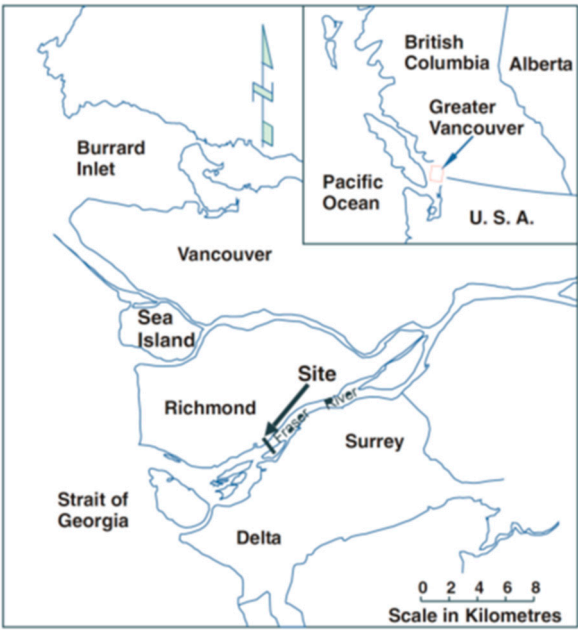 British
Columbia
Alberta
Greater
Vancouver
Pacific
Ocean
U. S. A.
N
Burrard
Inlet
Vancouver
Sea
Island
Site
Richmond
Fraser River
Surrey
Strait of
Georgia
Delta
0 2 4 6 8
Scale in Kilometres